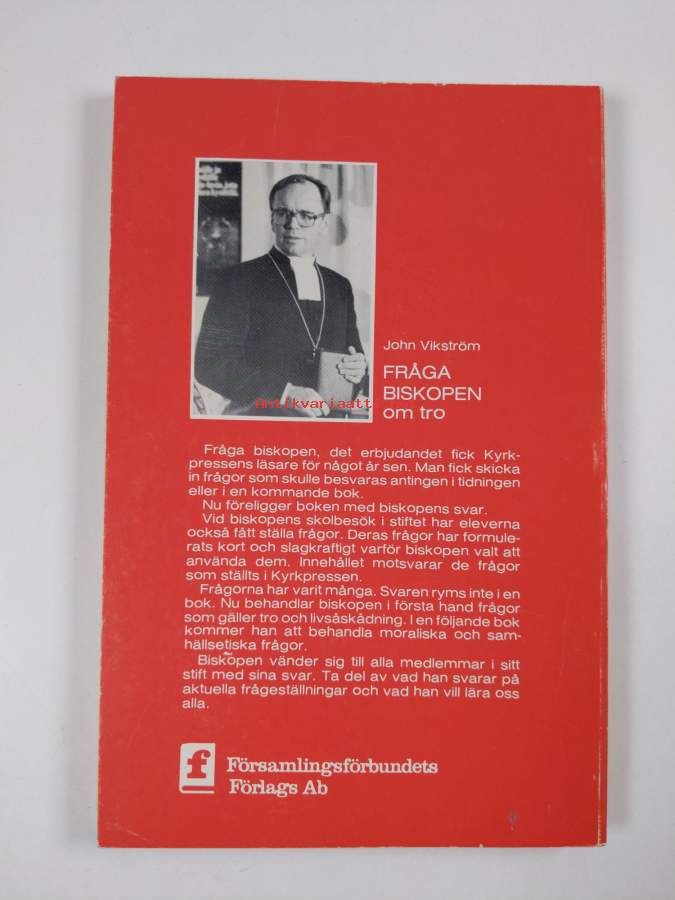 John Vikström
FRÅGA
BISKOPEN
om tro
antikvariaatti
Fråga biskopen, det erbjudandet fick Kyrk-
pressens läsare för något år sen. Man fick skicka
in frågor som skulle besvaras antingen i tidningen
eller i en kommande bok.
Nu föreligger boken med biskopens svar.
Vid biskopens skolbesök i stiftet har eleverna
också fått ställa frågor. Deras frågor har formule-
rats kort och slagkraftigt varför biskopen valt att
använda dem. Innehållet motsvarar de frågor
som ställts i Kyrkpressen.
Frågorna har varit många. Svaren ryms inte i en
bok. Nu behandlar biskopen i första hand frågor
som gäller tro och livsåskådning. I en följande bok
kommer han att behandla moraliska och sam-
hällsetiska frågor.
Biskopen vänder sig till alla medlemmar i sitt
stift med sina svar. Ta del av vad han svarar på
aktuella frågeställningar och vad han vill lära oss
alla.
f Församlingsförbundets
Förlags Ab